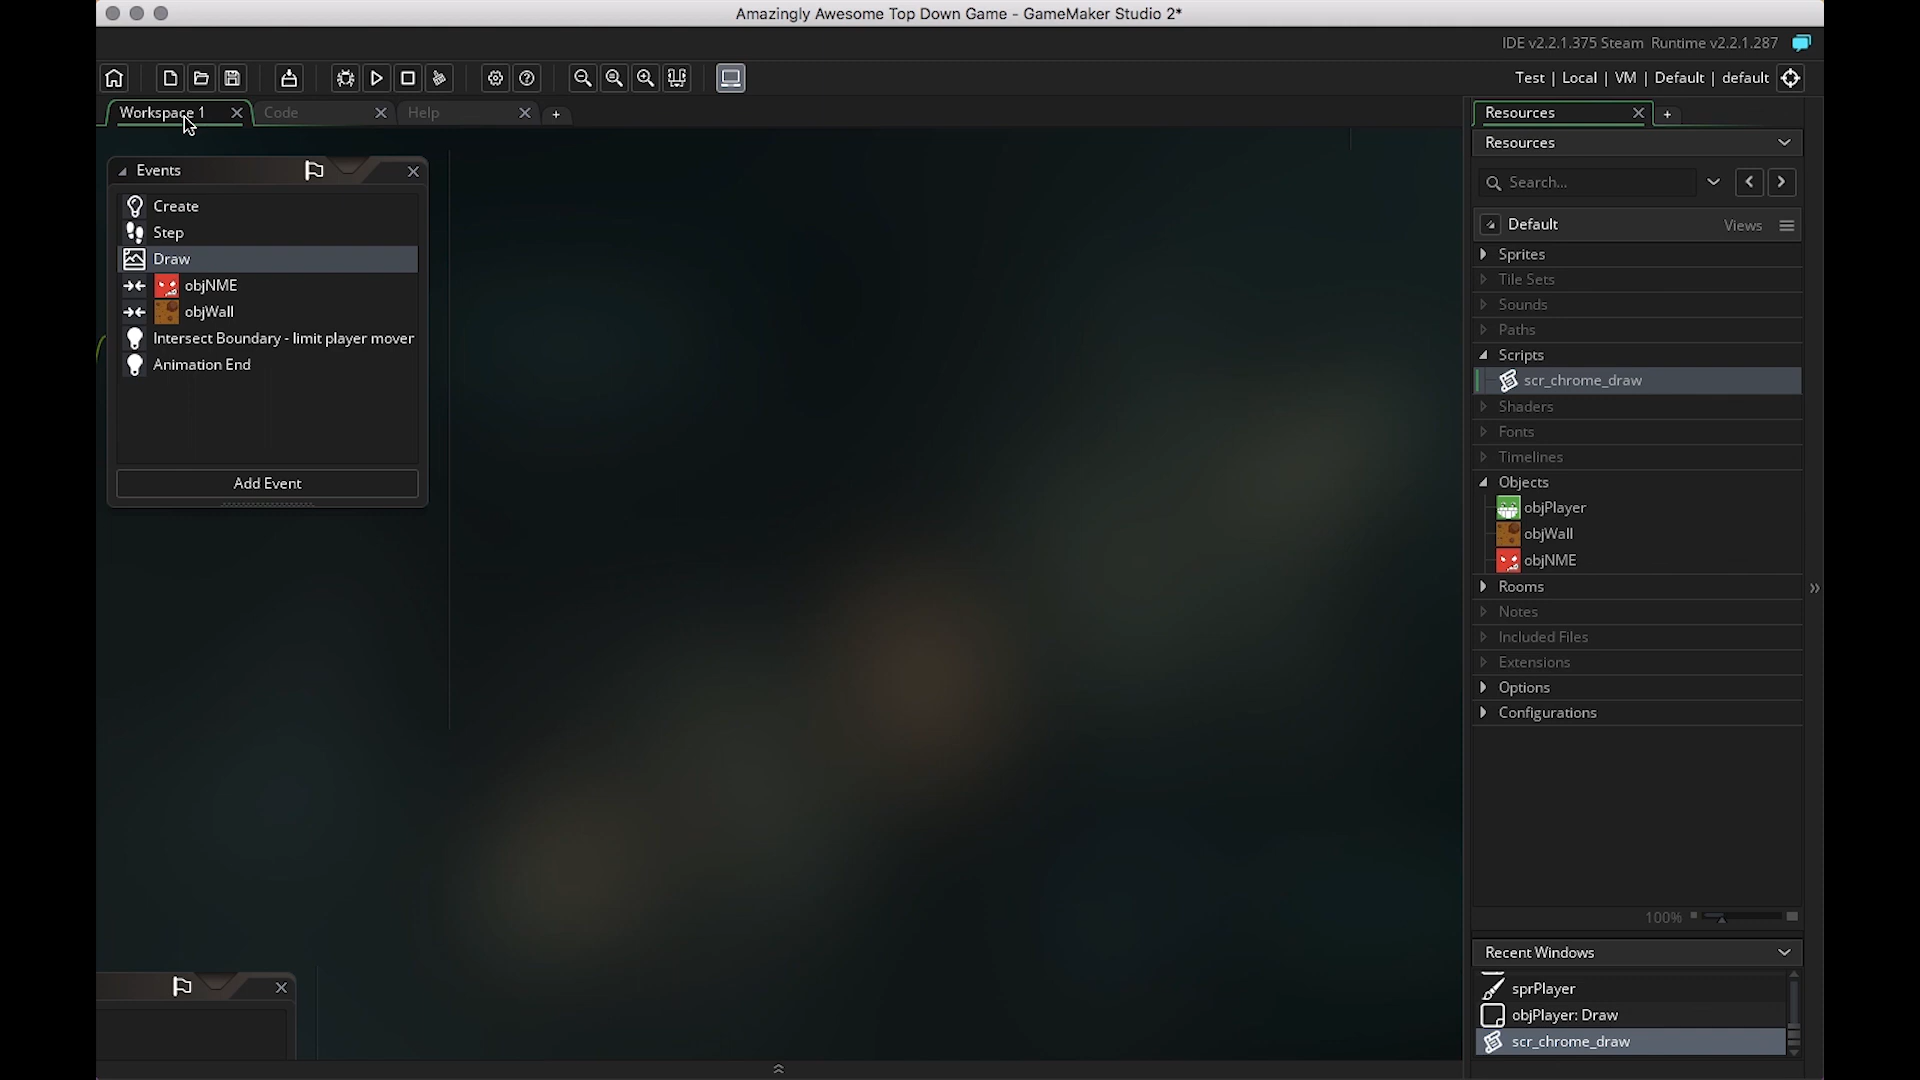 Amazingly Awesome Top Down Game - GameMaker Studio 2*
IDE v2.2.1.375 Steam Runtime v2.2.1.287
Test | Local | VM | Default | default
Workspace 1
Code
Help
Resources
Resources
Search...
Default
Views
Sprites
Tile Sets
Sounds
Paths
Scripts
scr_chrome_draw
Shaders
Fonts
Timelines
Objects
objPlayer
objWall
objNME
Rooms
Notes
Included Files
Extensions
Options
Configurations
100%
Recent Windows
sprPlayer
objPlayer: Draw
scr_chrome_draw
Events
Create
Step
Draw
objNME
objWall
Intersect Boundary - limit player mover
Animation End
Add Event